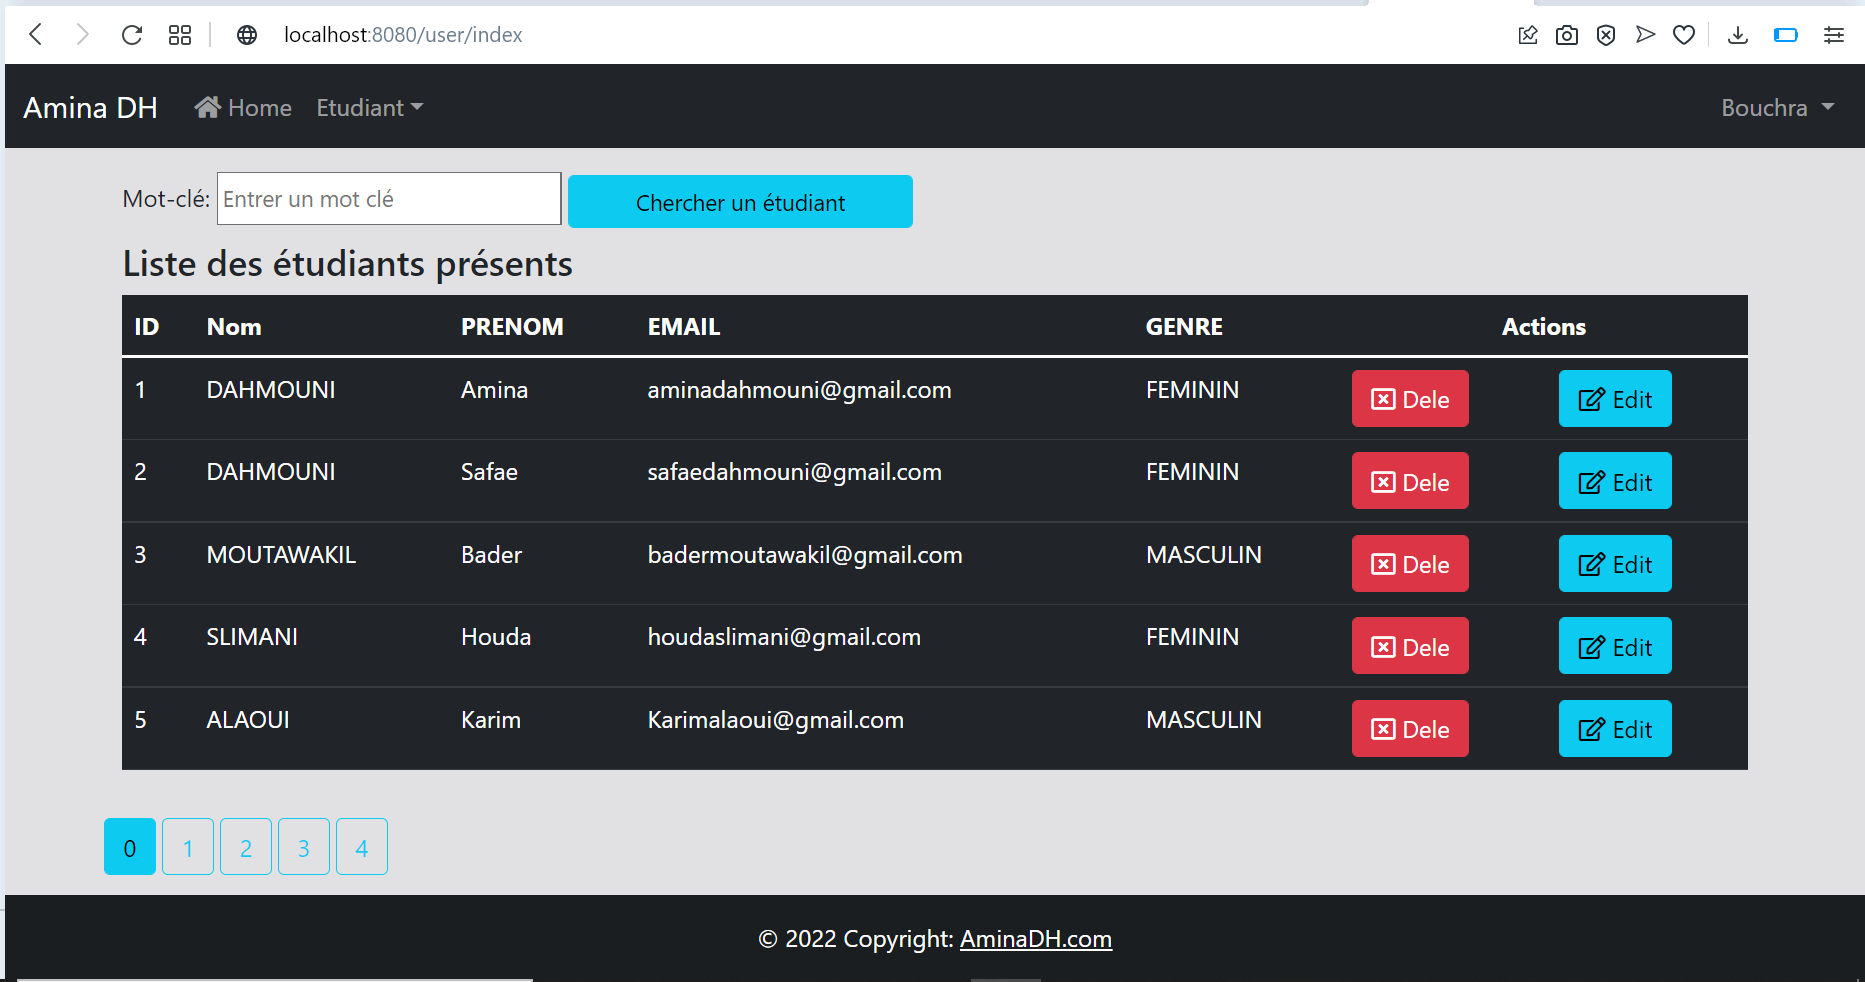 localhost:8080/user/index
Amina DH Home Etudiant Bouchra
Mot-clé: Entrer un mot clé Chercher un étudiant
Liste des étudiants présents
ID Nom PRENOM EMAIL GENRE Actions
1 DAHMOUNI Amina aminadahmouni@gmail.com FEMININ Dele Edit
2 DAHMOUNI Safae safaedahmouni@gmail.com FEMININ Dele Edit
3 MOUTAWAKIL Bader badermoutawakil@gmail.com MASCULIN Dele Edit
4 SLIMANI Houda houdaslimani@gmail.com FEMININ Dele Edit
5 ALAOUI Karim Karimalaoui@gmail.com MASCULIN Dele Edit
0 1 2 3 4
© 2022 Copyright: AminaDH.com